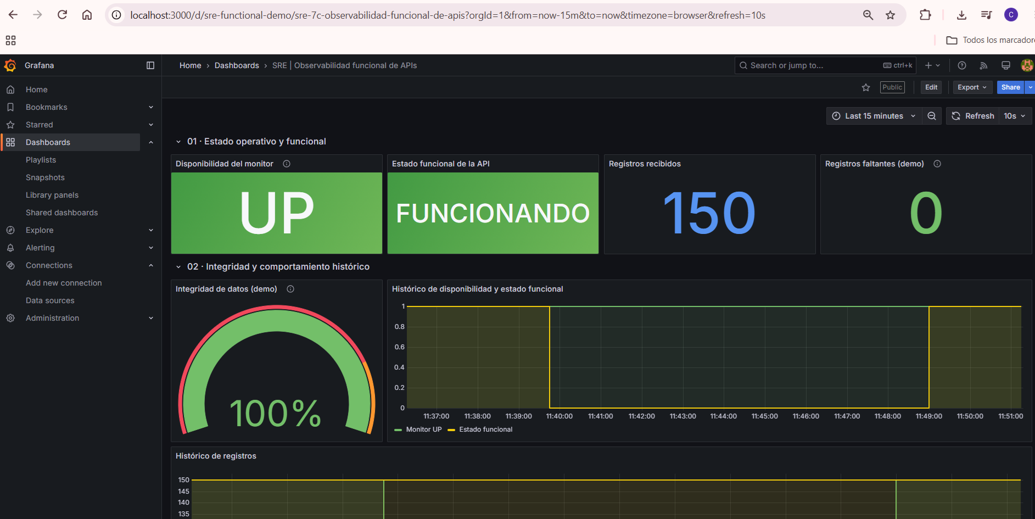 localhost:3000/d/sre-functional-demo/sre-7c-observabilidad-funcional-de-apis?orgId=1&from=now-15m&to=now&timezone=browser&refresh=10s
C
Todos los marcador
Grafana
Home
Bookmarks
Starred
Dashboards
Playlists
Snapshots
Library panels
Shared dashboards
Explore
Alerting
Connections
Add new connection
Data sources
Administration
Home › Dashboards › SRE | Observabilidad funcional de APIs
Search or jump to... ctrl+k
Public Edit Export Share
Last 15 minutes Refresh 10s
01 · Estado operativo y funcional
Disponibilidad del monitor
UP
Estado funcional de la API
FUNCIONANDO
Registros recibidos
150
Registros faltantes (demo)
0
02 · Integridad y comportamiento histórico
Integridad de datos (demo)
100%
Histórico de disponibilidad y estado funcional
1
0.8
0.6
0.4
0.2
0
11:37:00 11:38:00 11:39:00 11:40:00 11:41:00 11:42:00 11:43:00 11:44:00 11:45:00 11:46:00 11:47:00 11:48:00 11:49:00 11:50:00 11:51:00
Monitor UP Estado funcional
Histórico de registros
150
145
140
135